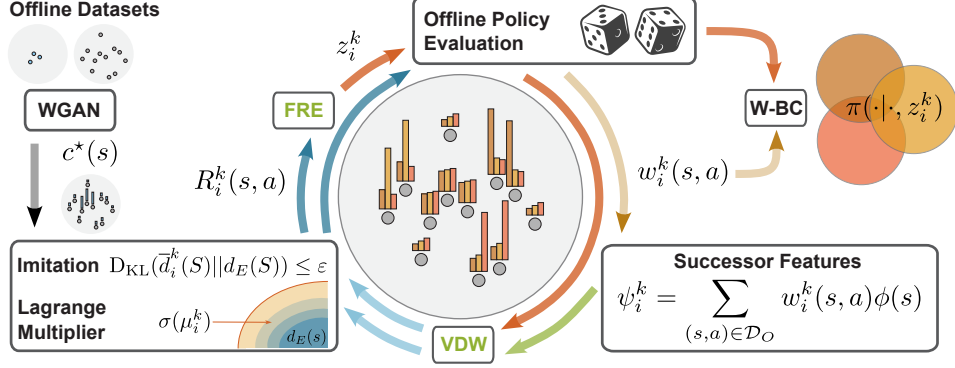 Offline Datasets
WGAN
c*(s)
FRE
z_i^k
R_i^k(s, a)
Offline Policy
Evaluation
W-BC
π(·|·, z_i^k)
w_i^k(s, a)
Imitation D_KL(d̅_i^k(S)||d_E(S)) ≤ ε
Lagrange
Multiplier
σ(μ_i^k)
d_E(s)
VDW
Successor Features
ψ_i^k = ∑_{(s,a)∈𝒟_O} w_i^k(s, a)ϕ(s)